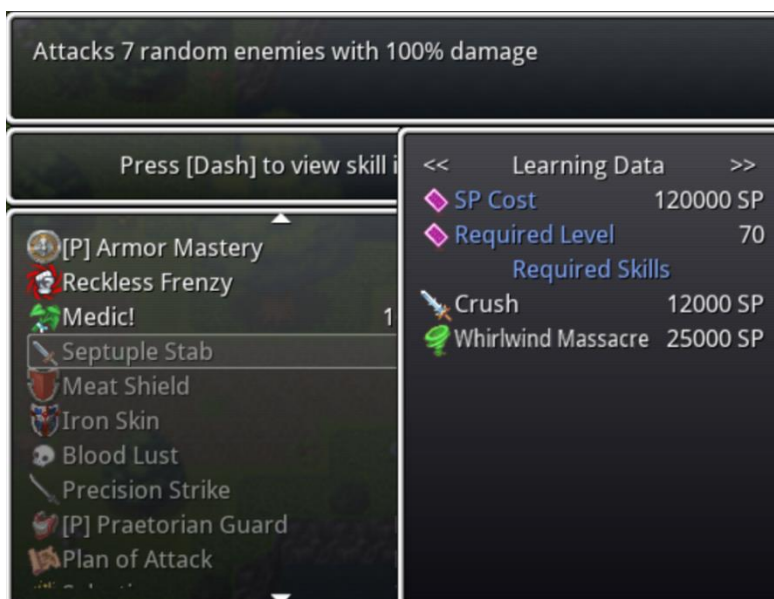 Attacks 7 random enemies with 100% damage
Press [Dash] to view skill i
<< Learning Data >>
SP Cost 120000 SP
Required Level 70
Required Skills
Crush 12000 SP
Whirlwind Massacre 25000 SP
[P] Armor Mastery
Reckless Frenzy
Medic! 1
Septuple Stab
Meat Shield
Iron Skin
Blood Lust
Precision Strike
[P] Praetorian Guard
Plan of Attack